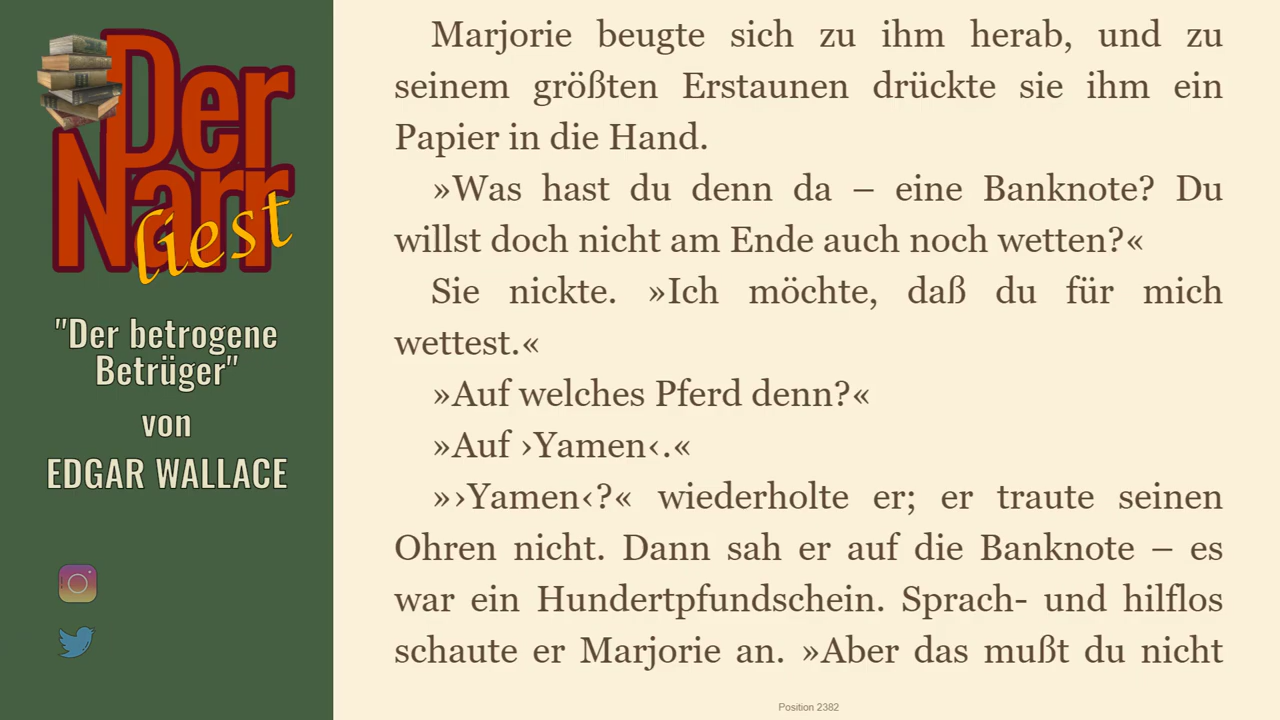 Der
Narr
liest
"Der betrogene
Betrüger"
von
EDGAR WALLACE
Marjorie beugte sich zu ihm herab, und zu
seinem größten Erstaunen drückte sie ihm ein
Papier in die Hand.
»Was hast du denn da – eine Banknote? Du
willst doch nicht am Ende auch noch wetten?«
Sie nickte. »Ich möchte, daß du für mich
wettest.«
»Auf welches Pferd denn?«
»Auf ›Yamen‹.«
»›Yamen‹?« wiederholte er; er traute seinen
Ohren nicht. Dann sah er auf die Banknote – es
war ein Hundertpfundschein. Sprach- und hilflos
schaute er Marjorie an. »Aber das mußt du nicht
Position 2382